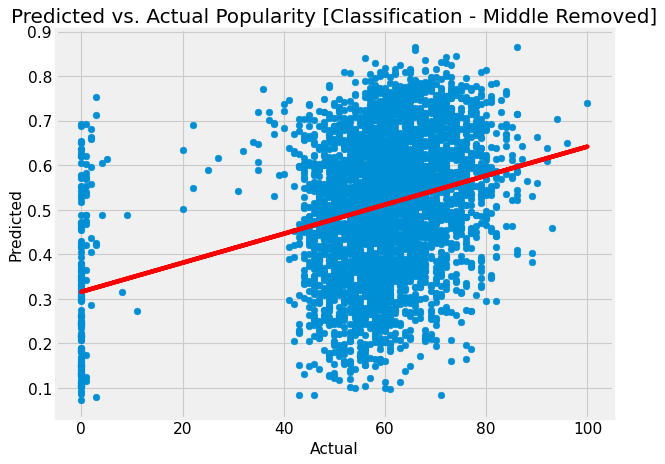 Predicted vs. Actual Popularity [Classification - Middle Removed]
0.9
0.8
0.7
0.6
0.5
0.4
0.3
0.2
0.1
Predicted
0 20 40 60 80 100
Actual